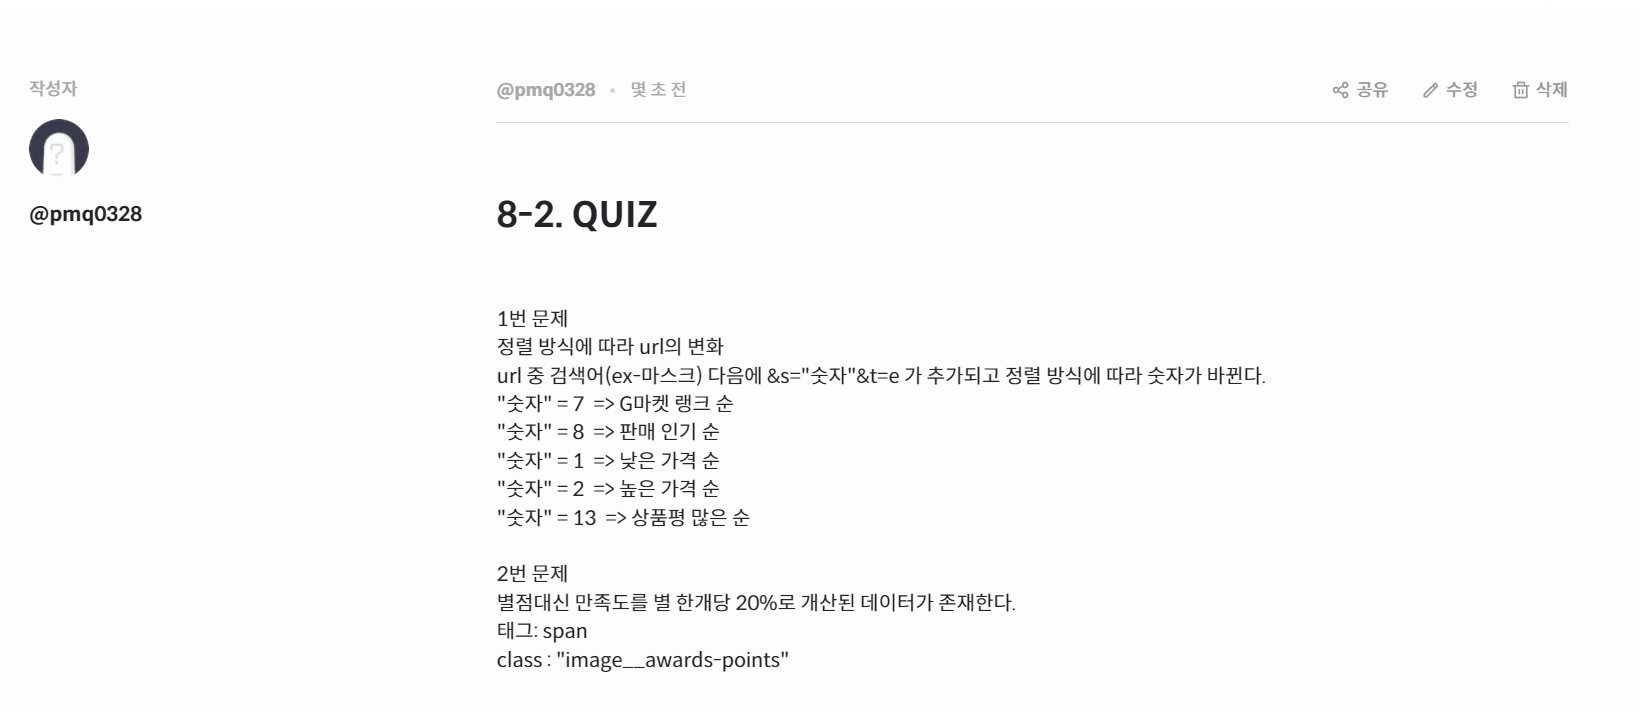 작성자
@pmq0328
@pmq0328 • 몇 초 전
공유 수정 삭제
8-2. QUIZ
1번 문제
정렬 방식에 따라 url의 변화
url 중 검색어(ex-마스크) 다음에 &s="숫자"&t=e 가 추가되고 정렬 방식에 따라 숫자가 바뀐다.
"숫자" = 7 => G마켓 랭크 순
"숫자" = 8 => 판매 인기 순
"숫자" = 1 => 낮은 가격 순
"숫자" = 2 => 높은 가격 순
"숫자" = 13 => 상품평 많은 순
2번 문제
별점대신 만족도를 별 한개당 20%로 개산된 데이터가 존재한다.
태그: span
class : "image__awards-points"